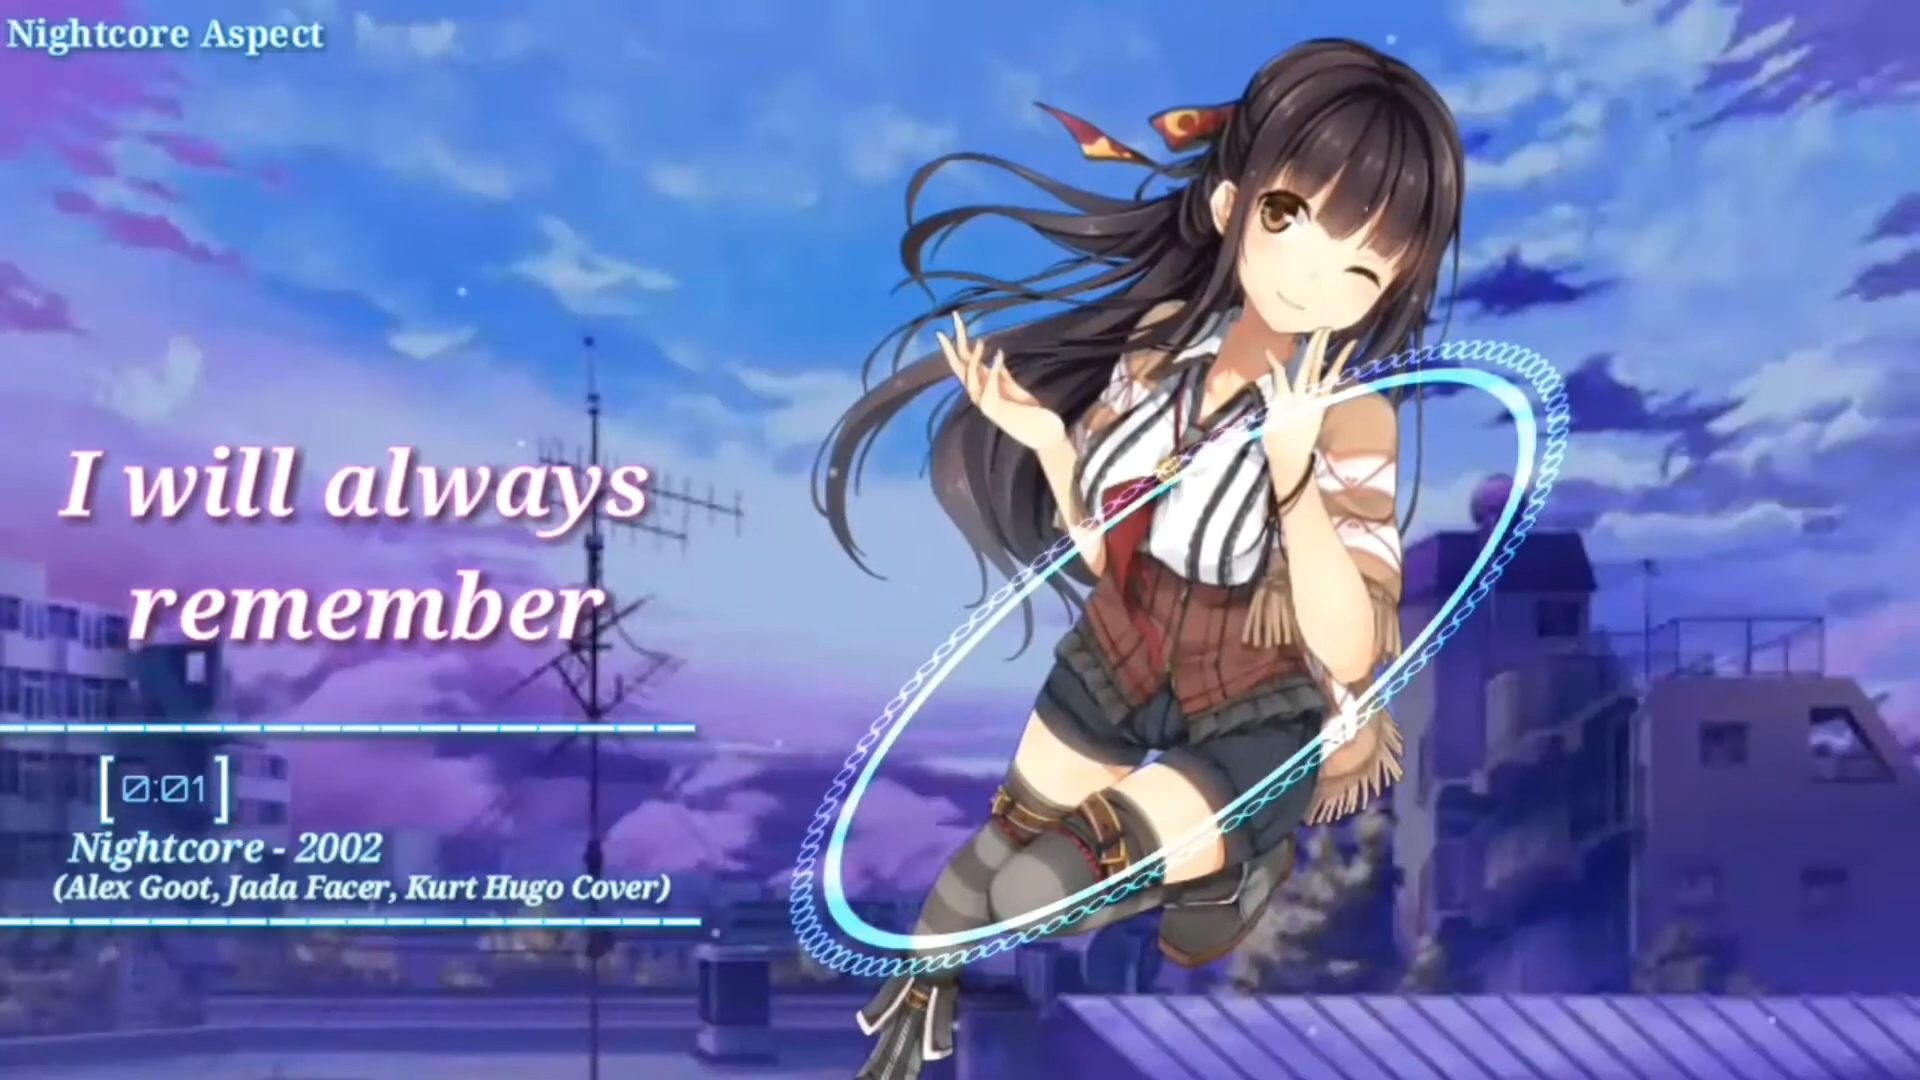 Nightcore Aspect
I will always
remember
[0:01]
Nightcore - 2002
(Alex Goot, Jada Facer, Kurt Hugo Cover)